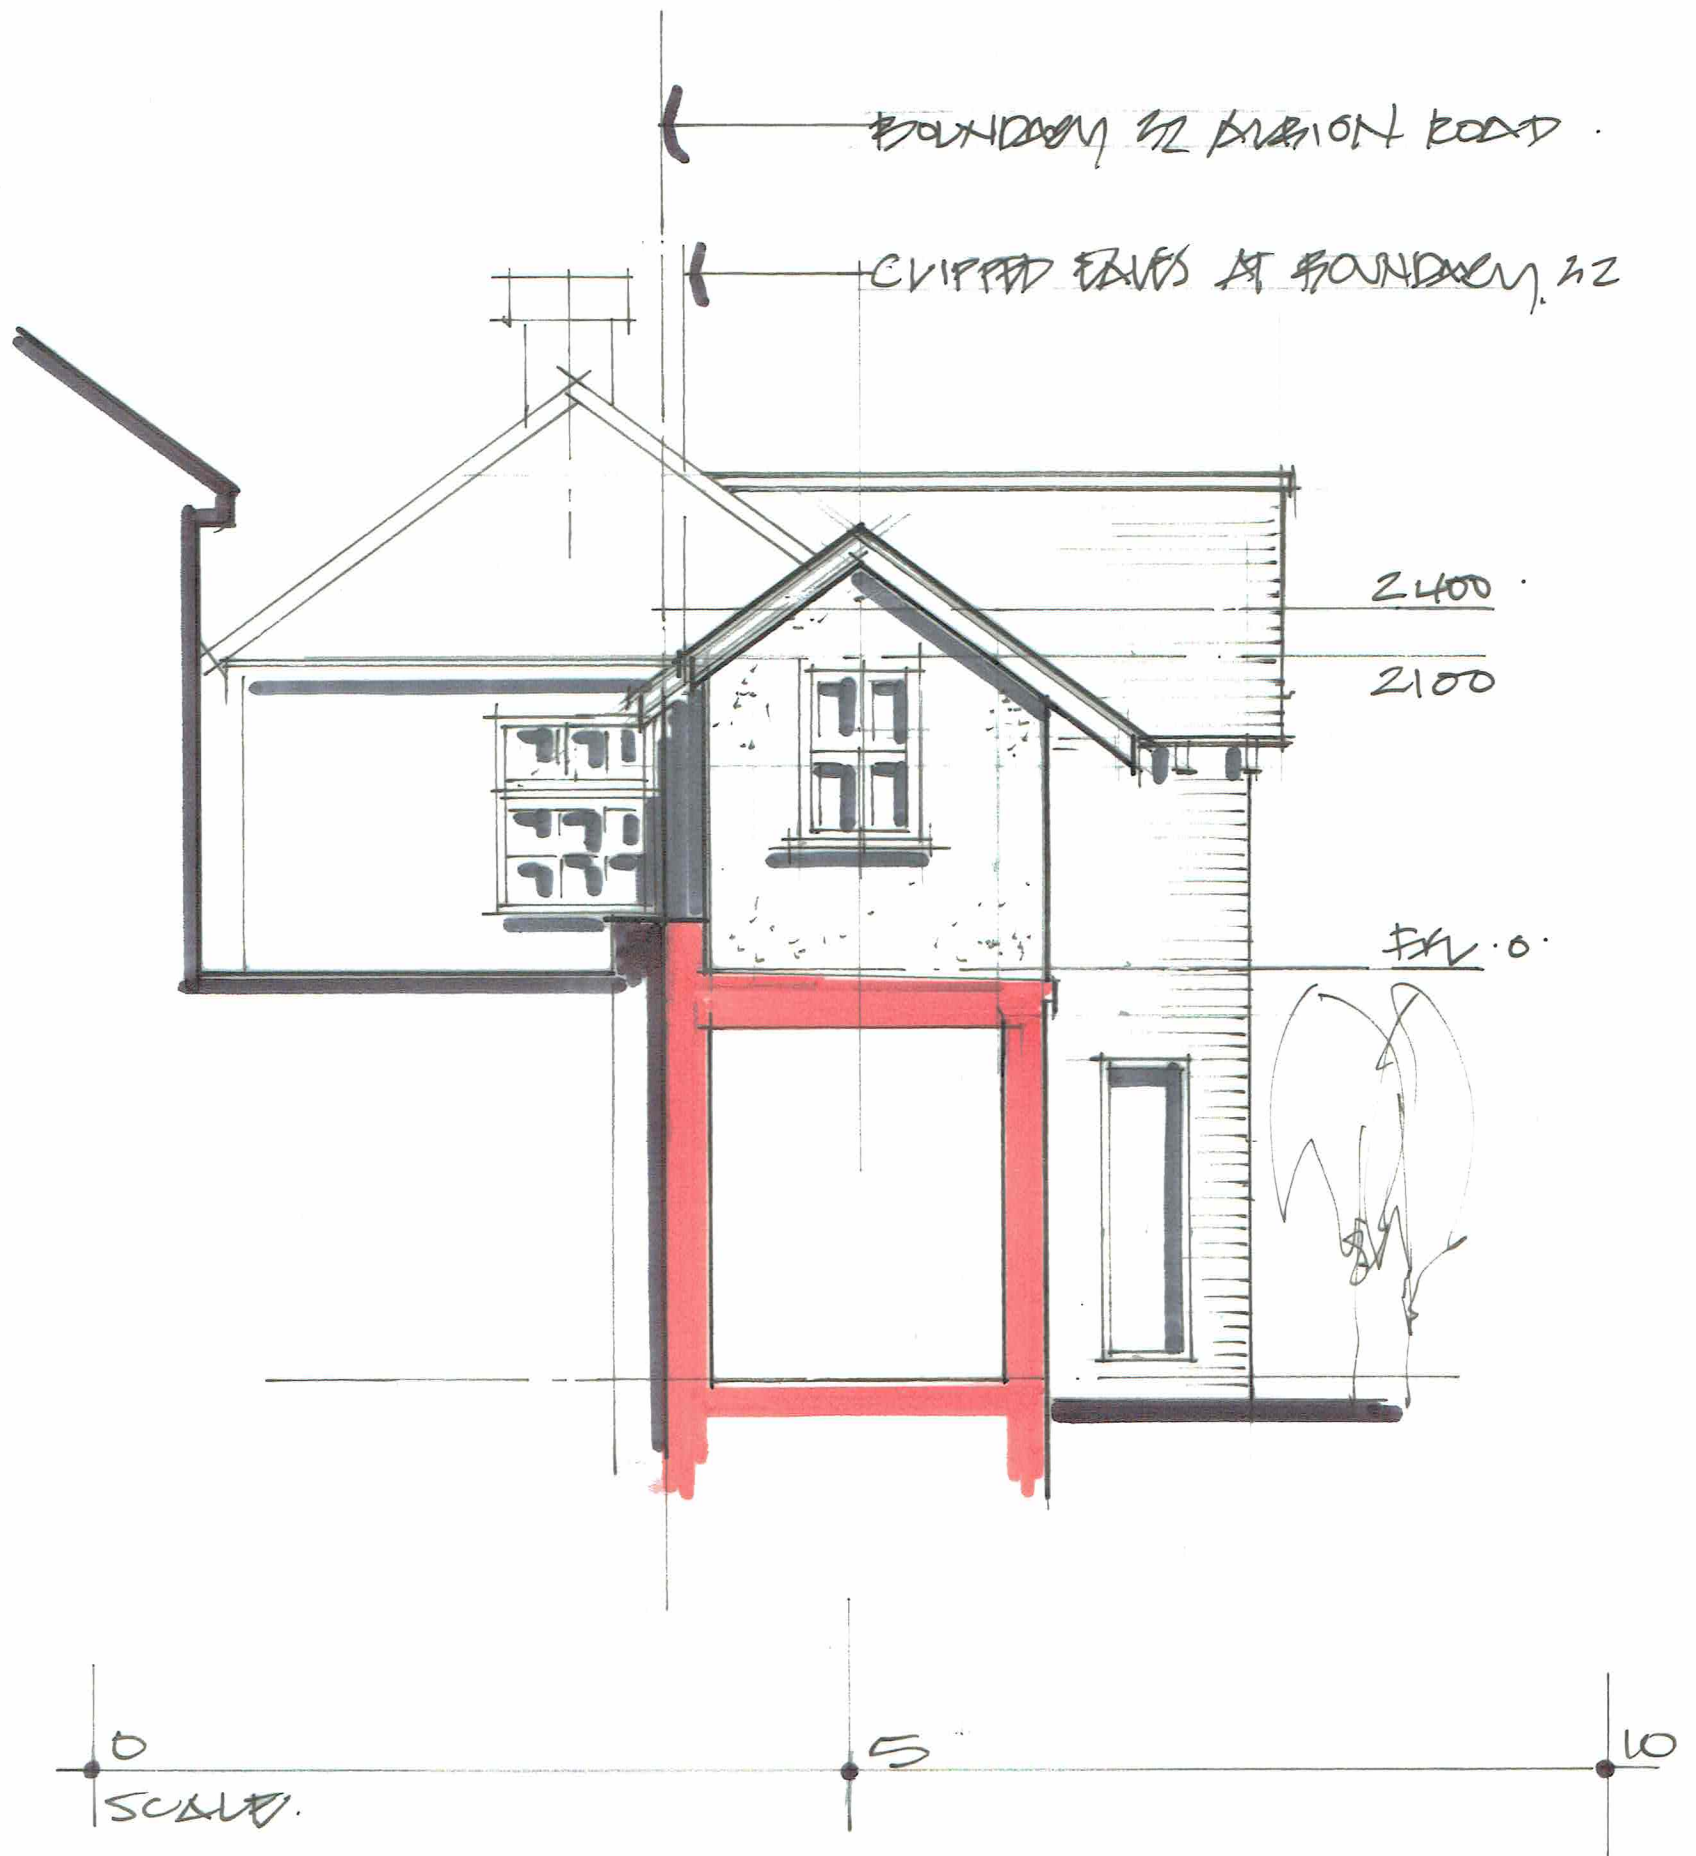 BOUNDARY 32 ALBION ROAD.
CLIPPED EAVES AT BOUNDARY. 32
2400.
2100
FFL.0.
0
5
10
SCALE.